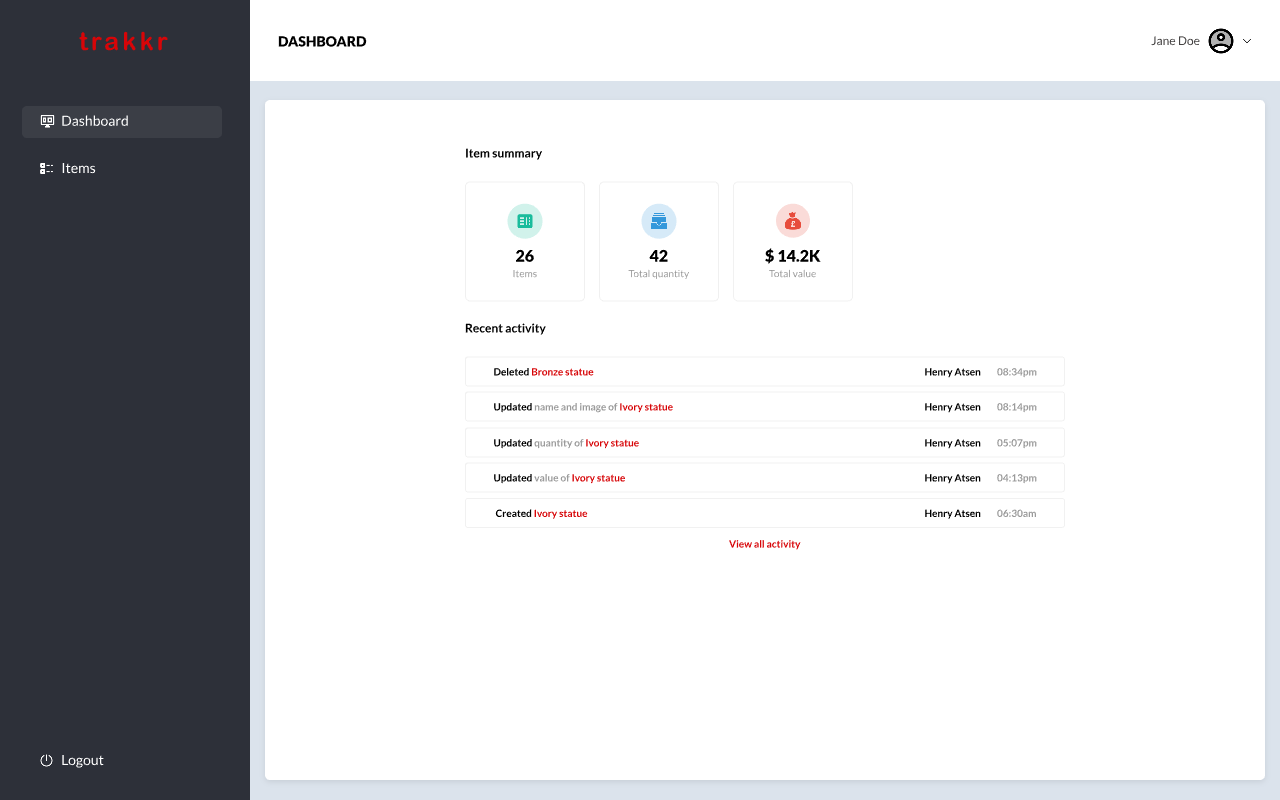 trakkr
DASHBOARD
Jane Doe
Dashboard
Items
Logout
Item summary
26
Items
42
Total quantity
£
$ 14.2K
Total value
Recent activity
Deleted Bronze statue Henry Atsen 08:34pm
Updated name and image of Ivory statue Henry Atsen 08:14pm
Updated quantity of Ivory statue Henry Atsen 05:07pm
Updated value of Ivory statue Henry Atsen 04:13pm
Created Ivory statue Henry Atsen 06:30am
View all activity